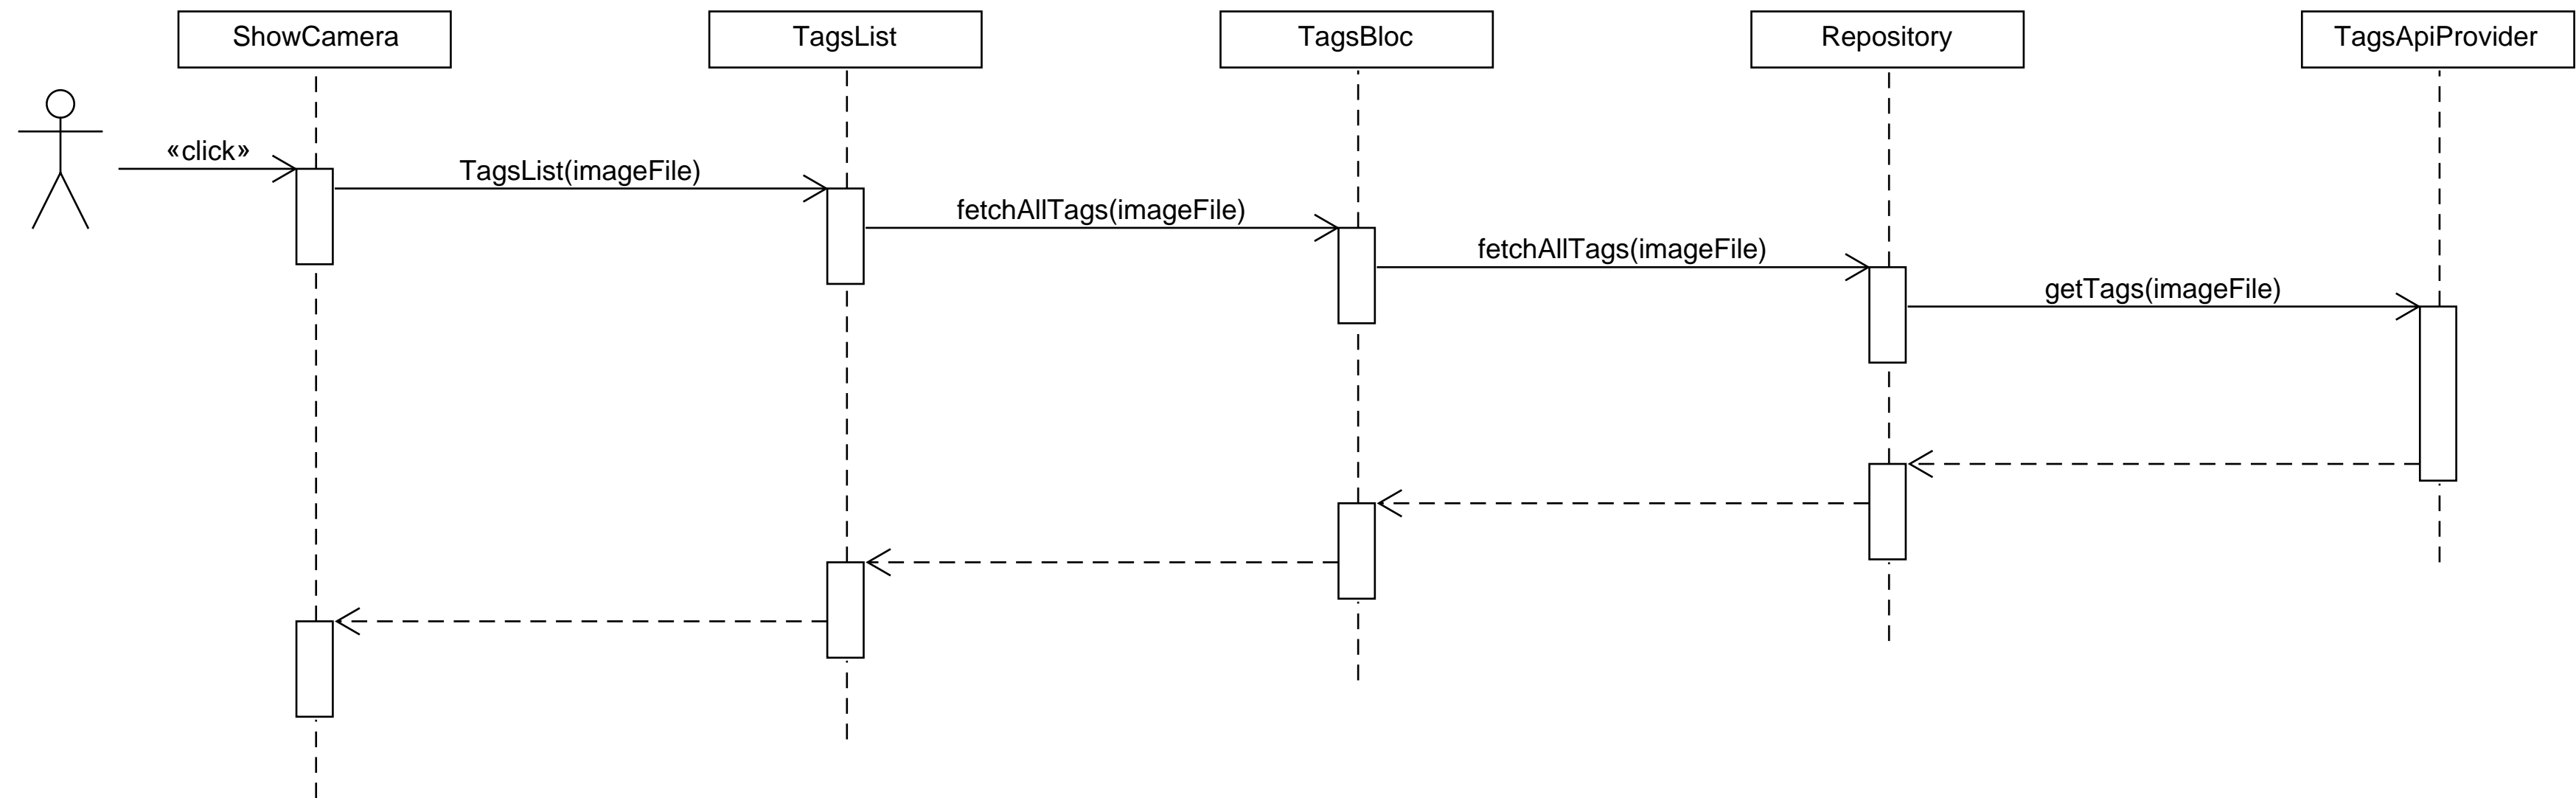 ShowCamera
TagsList
TagsBloc
Repository
TagsApiProvider
«click»
TagsList(imageFile)
fetchAllTags(imageFile)
fetchAllTags(imageFile)
getTags(imageFile)